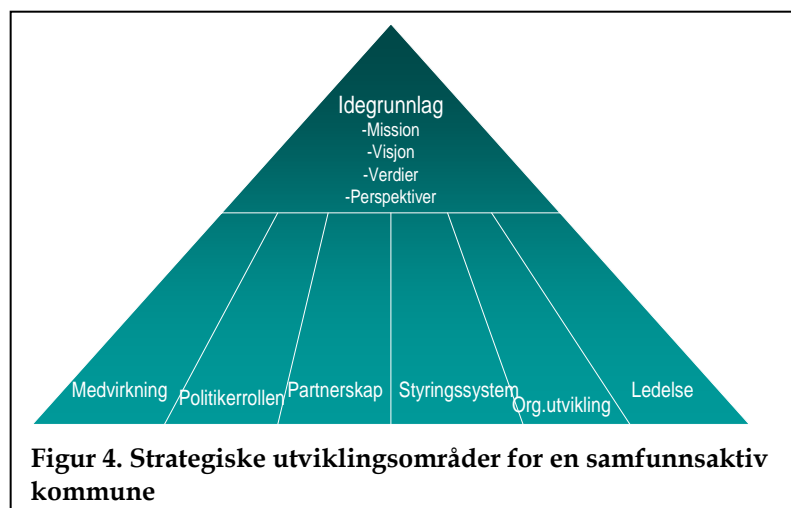 Idegrunnlag
-Mission
-Visjon
-Verdier
-Perspektiver
Medvirkning
Politikerrollen
Partnerskap
Styringssystem
Org.utvikling
Ledelse
Figur 4. Strategiske utviklingsområder for en samfunnsaktiv
kommune